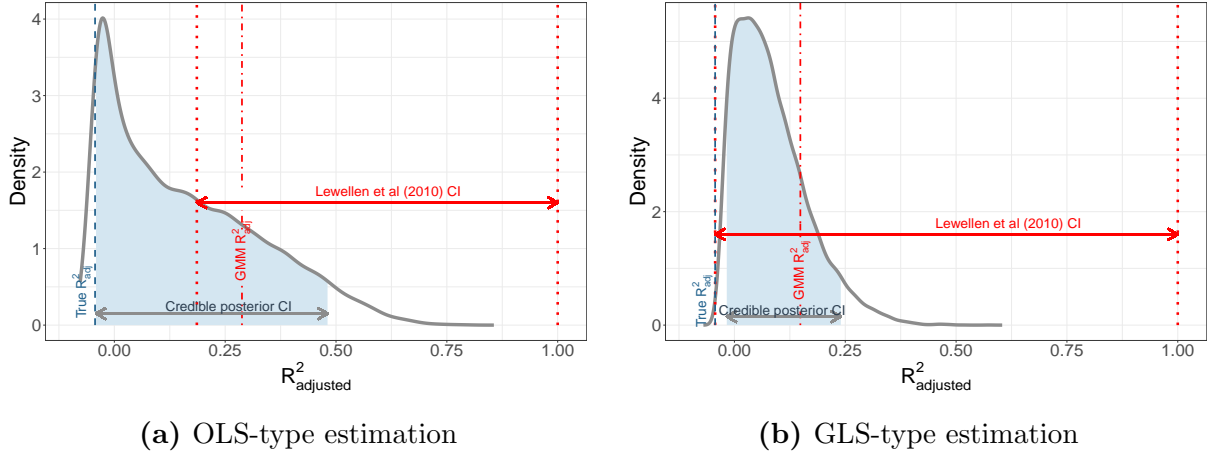 4
3
2
1
0
Density
True R²adj
GMM R²adj
Lewellen et al (2010) CI
Credible posterior CI
0.00 0.25 0.50 0.75 1.00
R²adjusted
(a) OLS-type estimation
4
2
0
Density
True R²adj
GMM R²adj
Lewellen et al (2010) CI
Credible posterior CI
0.00 0.25 0.50 0.75 1.00
R²adjusted
(b) GLS-type estimation